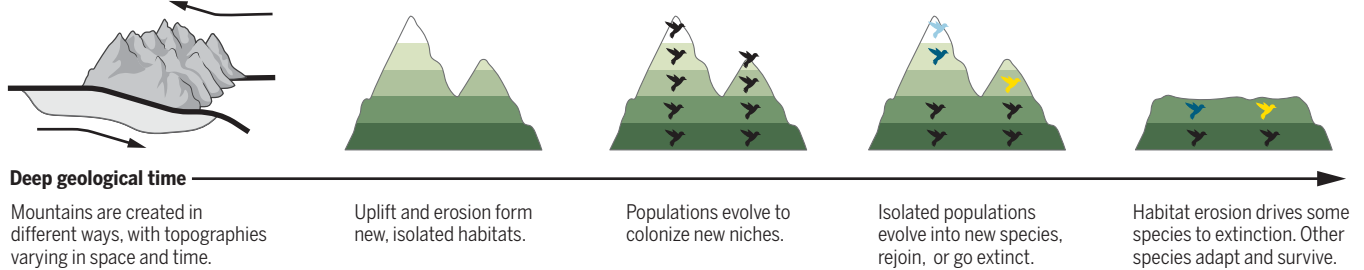 Deep geological time
Mountains are created in
different ways, with topographies
varying in space and time.
Uplift and erosion form
new, isolated habitats.
Populations evolve to
colonize new niches.
Isolated populations
evolve into new species,
rejoin, or go extinct.
Habitat erosion drives some
species to extinction. Other
species adapt and survive.